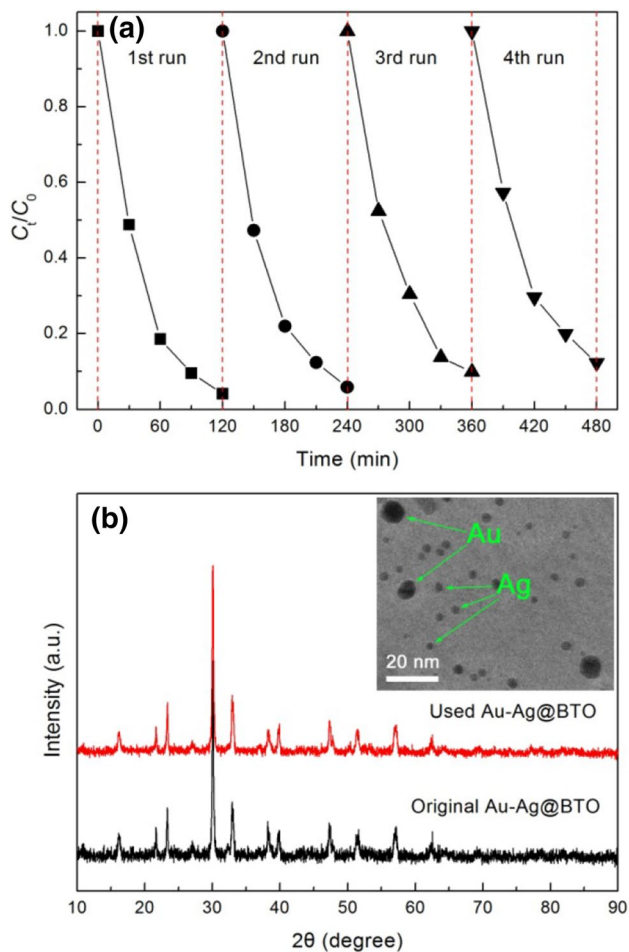 (a)
1st run
2nd run
3rd run
4th run
1.0
0.8
0.6
0.4
0.2
0.0
Cₜ/C₀
0 60 120 180 240 300 360 420 480
Time (min)
(b)
Au
Ag
20 nm
Used Au-Ag@BTO
Original Au-Ag@BTO
Intensity (a.u.)
10 20 30 40 50 60 70 80 90
2θ (degree)